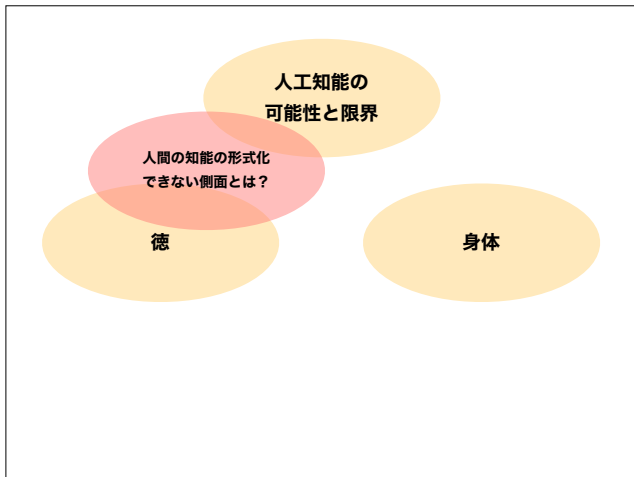 人工知能の
可能性と限界
人間の知能の形式化
できない側面とは？
徳
身体